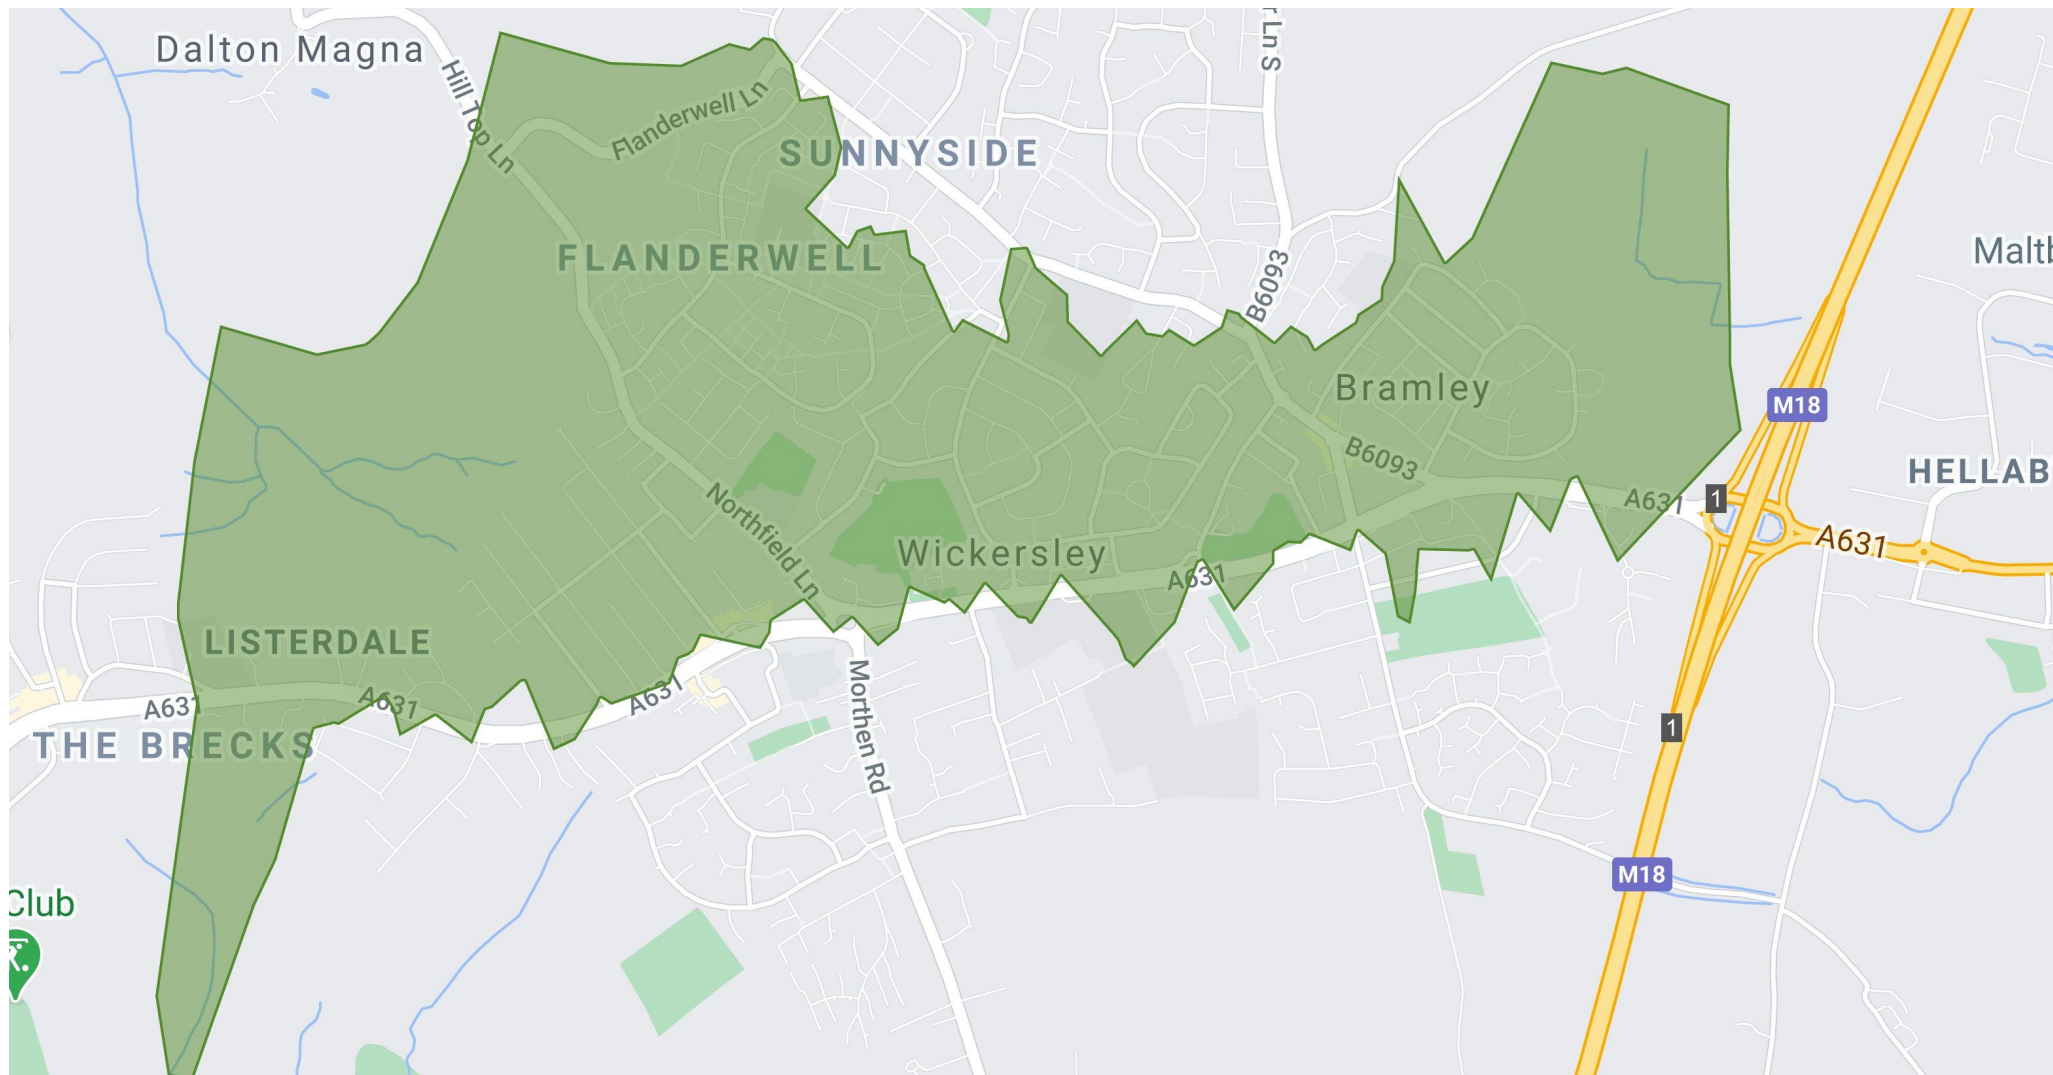 Dalton Magna
Hill Top Ln
Flanderwell Ln
SUNNYSIDE
r Ln S
FLANDERWELL
B6093
Maltb
Bramley
M18
B6093
HELLAB
A631
1
A631
Northfield Ln
Wickersley
A631
LISTERDALE
A631
A631
A631
THE BRECKS
Morthen Rd
1
M18
Club